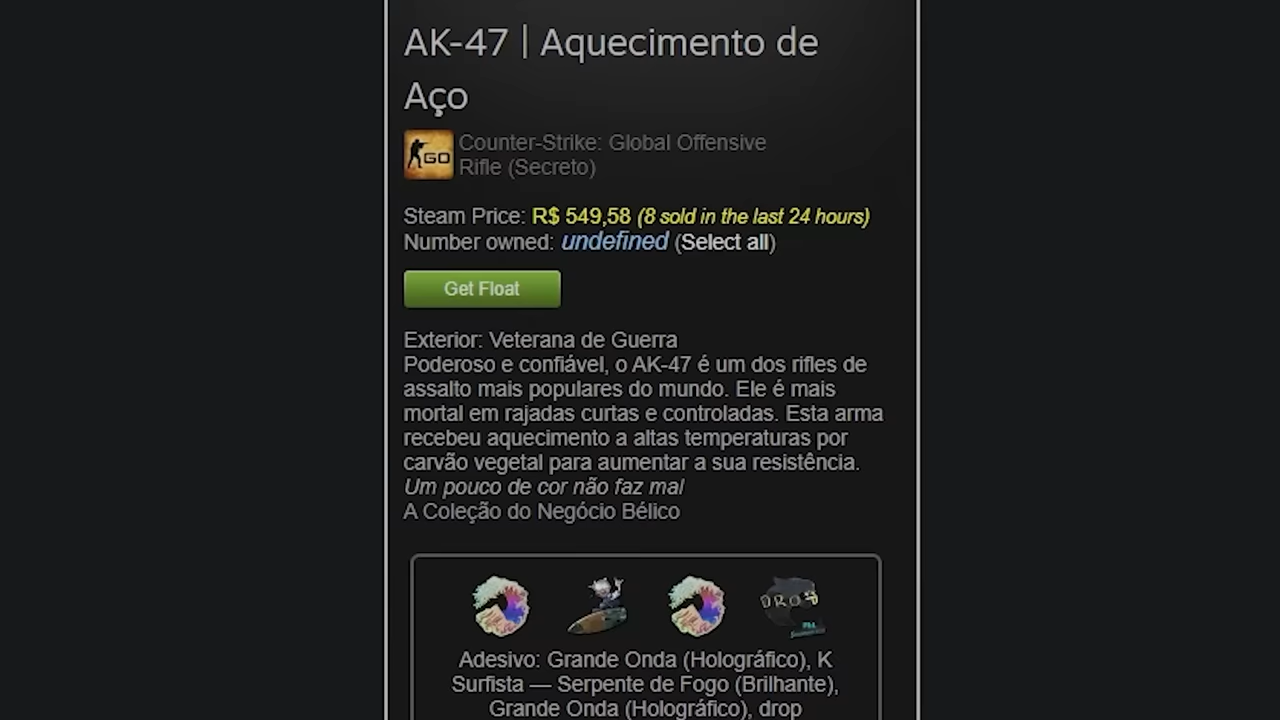 AK-47 | Aquecimento de
Aço
GO
Counter-Strike: Global Offensive
Rifle (Secreto)
Steam Price: R$ 549,58 (8 sold in the last 24 hours)
Number owned: undefined (Select all)
Get Float
Exterior: Veterana de Guerra
Poderoso e confiável, o AK-47 é um dos rifles de
assalto mais populares do mundo. Ele é mais
mortal em rajadas curtas e controladas. Esta arma
recebeu aquecimento a altas temperaturas por
carvão vegetal para aumentar a sua resistência.
Um pouco de cor não faz mal
A Coleção do Negócio Bélico
DROP
Adesivo: Grande Onda (Holográfico), K
Surfista — Serpente de Fogo (Brilhante),
Grande Onda (Holográfico), drop